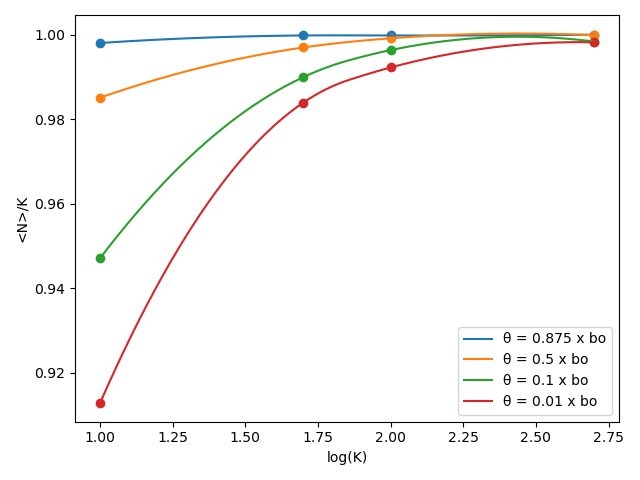 1.00
0.98
0.96
0.94
0.92
<N>/K
1.00 1.25 1.50 1.75 2.00 2.25 2.50 2.75
log(K)
θ = 0.875 x bo
θ = 0.5 x bo
θ = 0.1 x bo
θ = 0.01 x bo